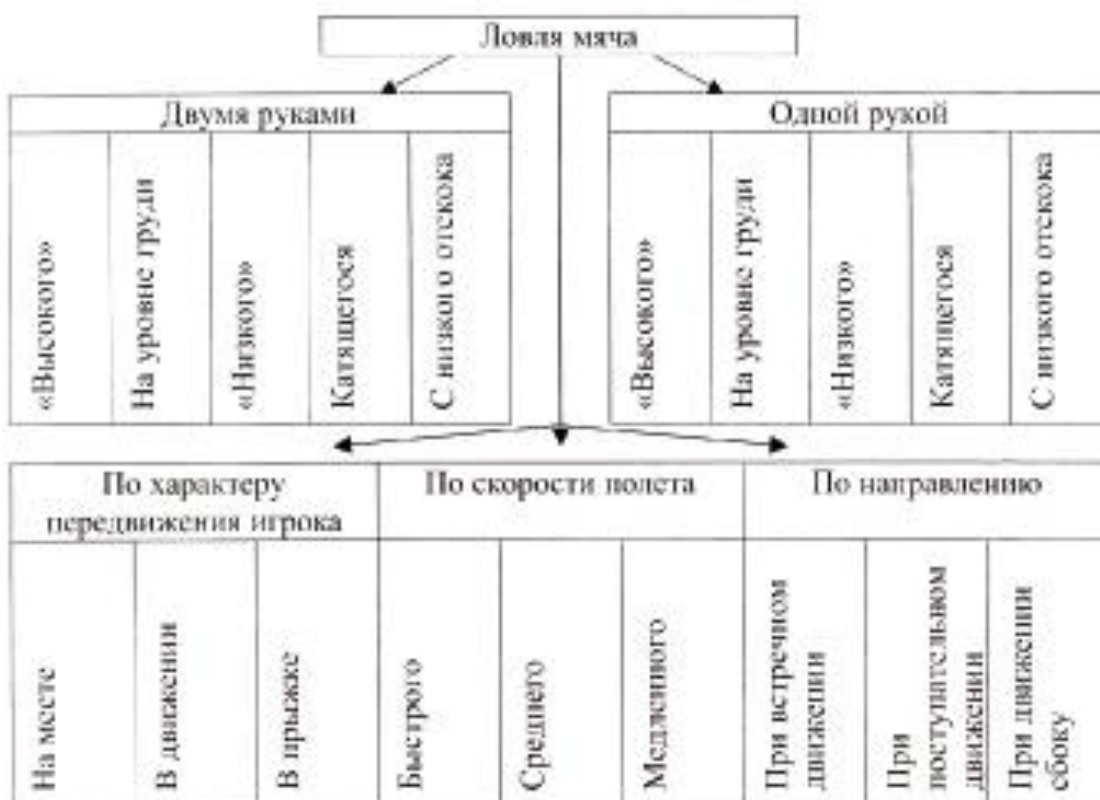 Ловля мяча
Двумя руками
«Высокого»
На уровне груди
«Низкого»
Катящегося
С низкого отскока
Одной рукой
«Высокого»
На уровне груди
«Низкого»
Катящегося
С низкого отскока
По характеру
передвижения игрока
На месте
В движении
В прыжке
По скорости полета
Быстрого
Среднего
Медленного
По направлению
При встречном
движении
При
поступательном
движении
При движении
сбоку